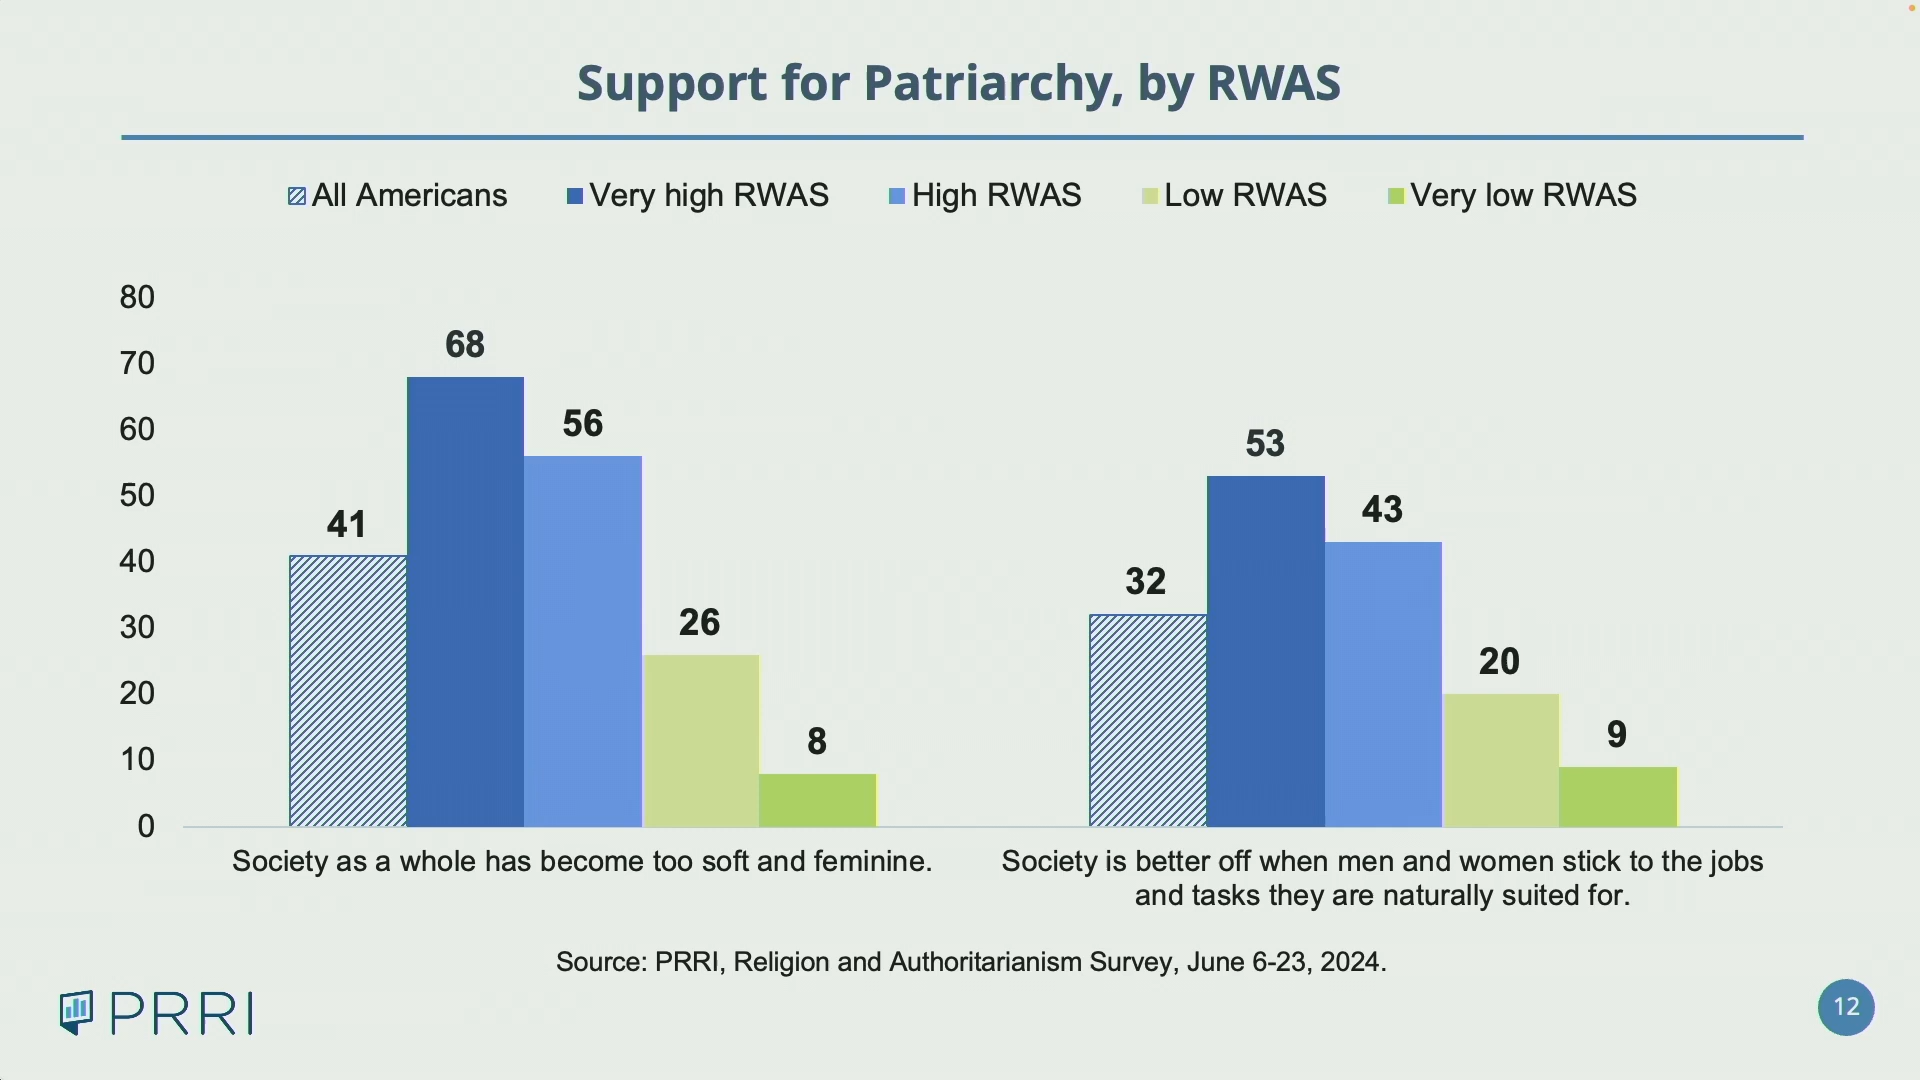 Support for Patriarchy, by RWAS
All Americans Very high RWAS High RWAS Low RWAS Very low RWAS
80
70
60
50
40
30
20
10
0
41
68
56
26
8
32
53
43
20
9
Society as a whole has become too soft and feminine.
Society is better off when men and women stick to the jobs
and tasks they are naturally suited for.
Source: PRRI, Religion and Authoritarianism Survey, June 6-23, 2024.
PRRI
12